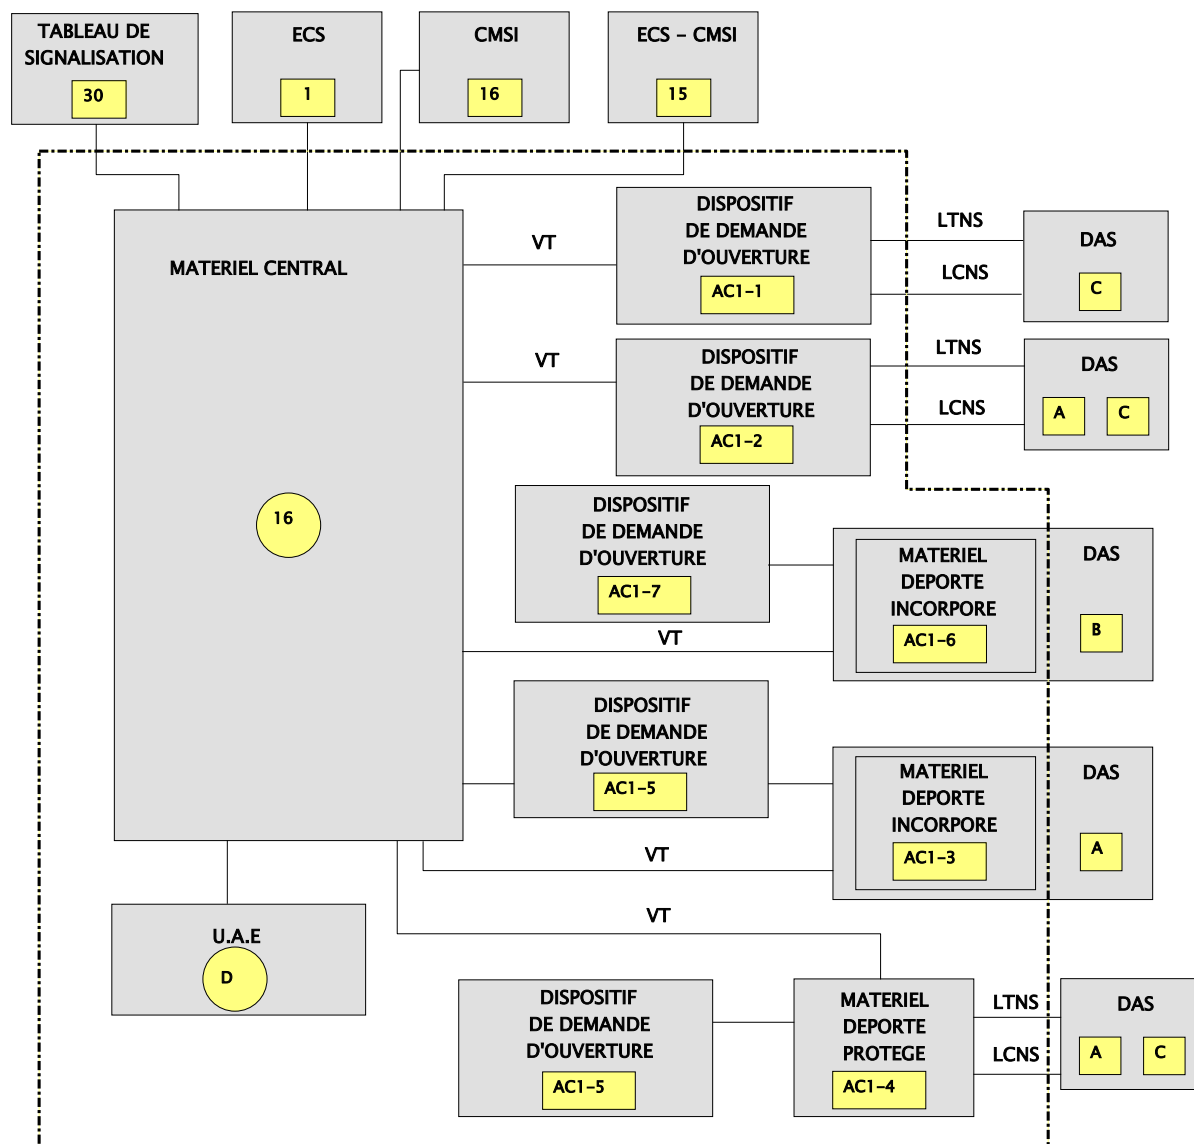 TABLEAU DE
SIGNALISATION
30
ECS
1
CMSI
16
ECS – CMSI
15
MATERIEL CENTRAL
16
VT
DISPOSITIF
DE DEMANDE
D'OUVERTURE
AC1–1
LTNS
LCNS
DAS
C
VT
DISPOSITIF
DE DEMANDE
D'OUVERTURE
AC1–2
LTNS
LCNS
DAS
A C
DISPOSITIF
DE DEMANDE
D'OUVERTURE
AC1–7
VT
MATERIEL
DEPORTE
INCORPORE
AC1–6
DAS
B
DISPOSITIF
DE DEMANDE
D'OUVERTURE
AC1–5
VT
MATERIEL
DEPORTE
INCORPORE
AC1–3
DAS
A
U.A.E
D
VT
DISPOSITIF
DE DEMANDE
D'OUVERTURE
AC1–5
MATERIEL
DEPORTE
PROTEGE
AC1–4
LTNS
LCNS
DAS
A C